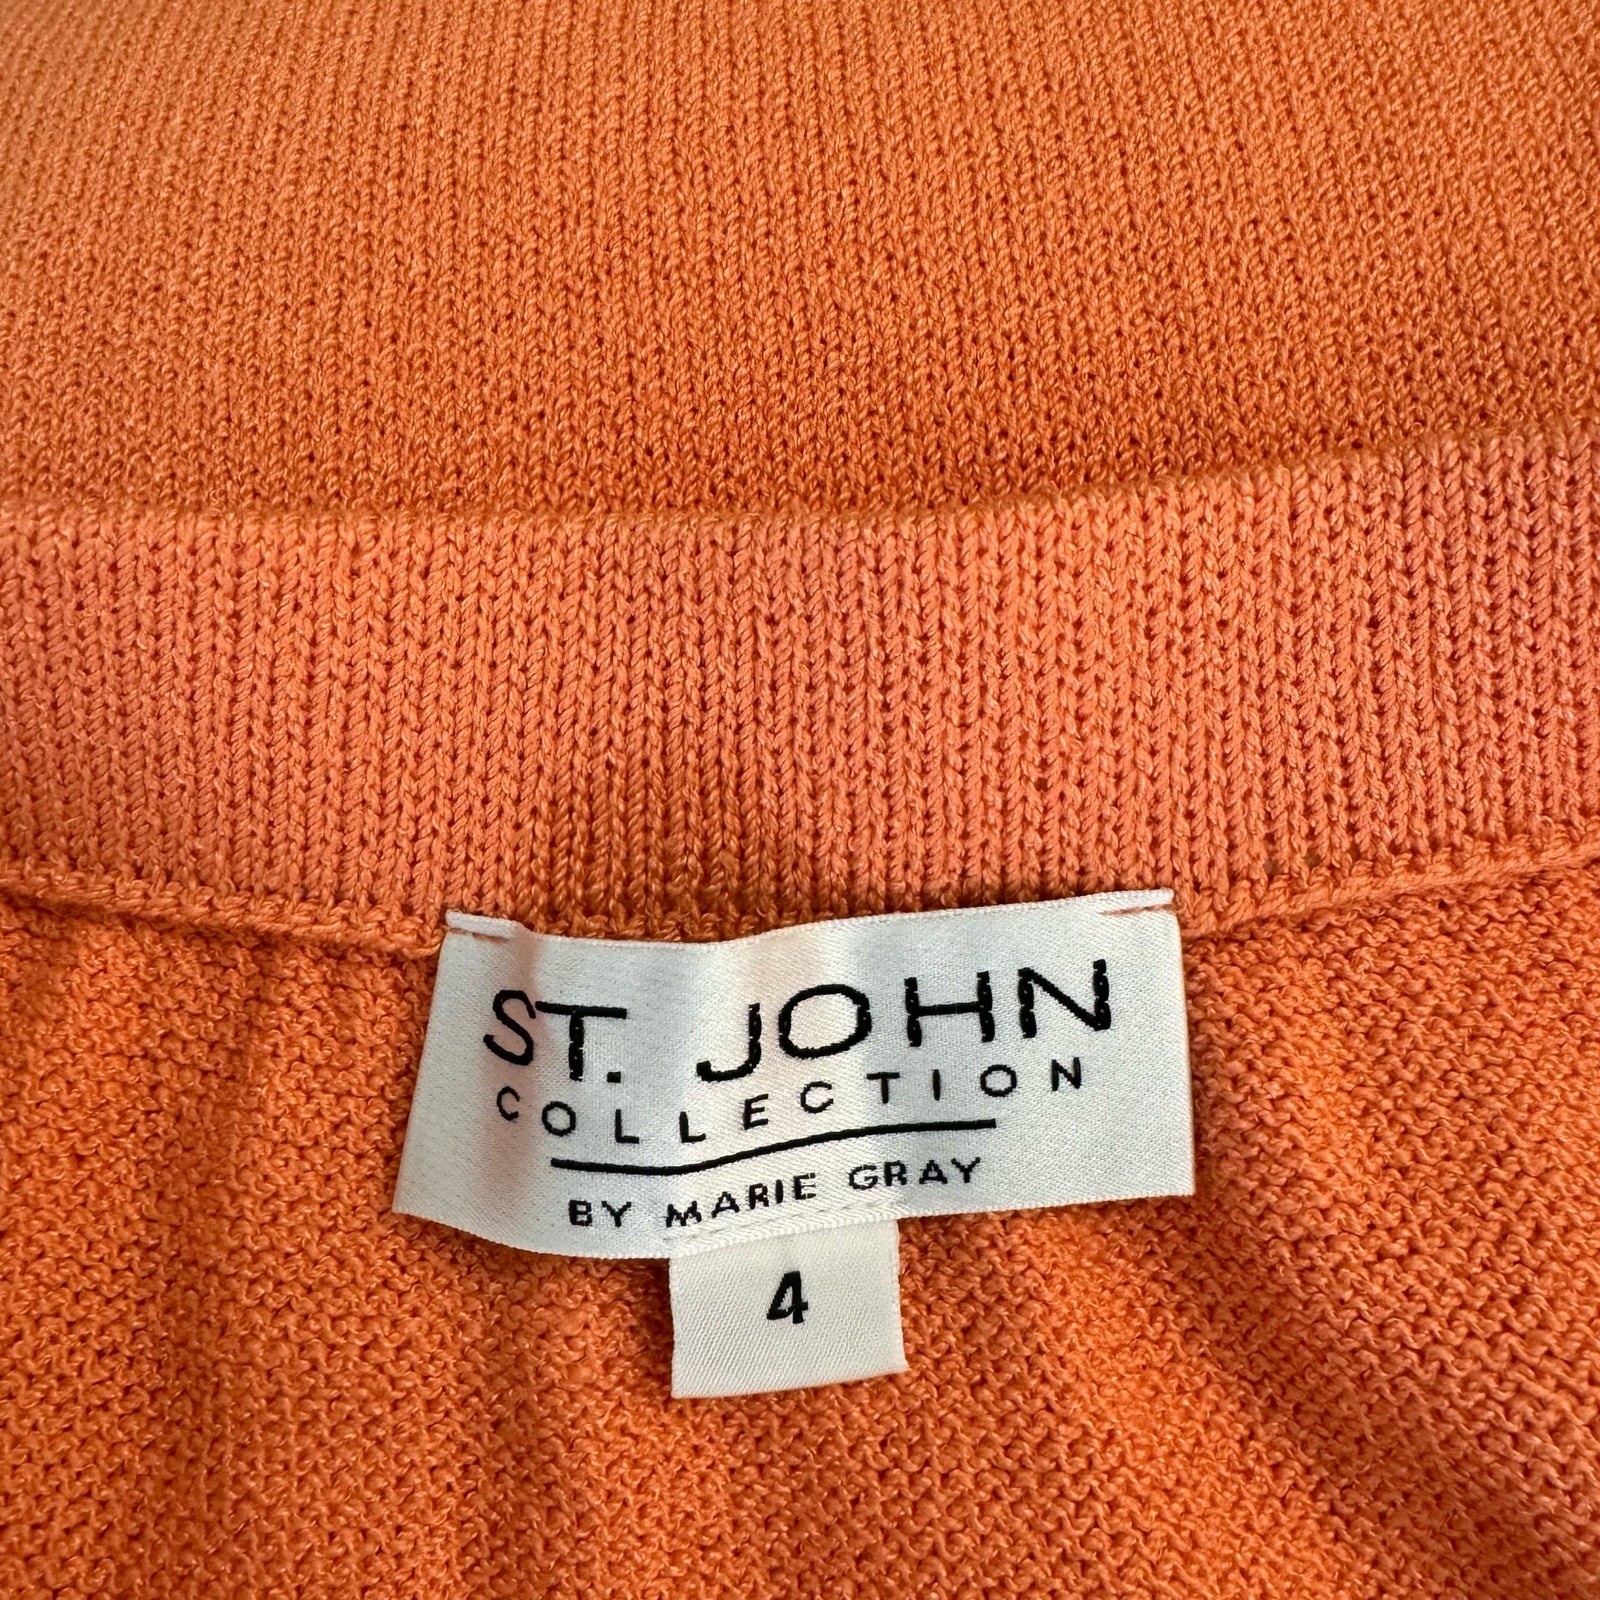 ST. JOHN
COLLECTION
BY MARIE GRAY
4